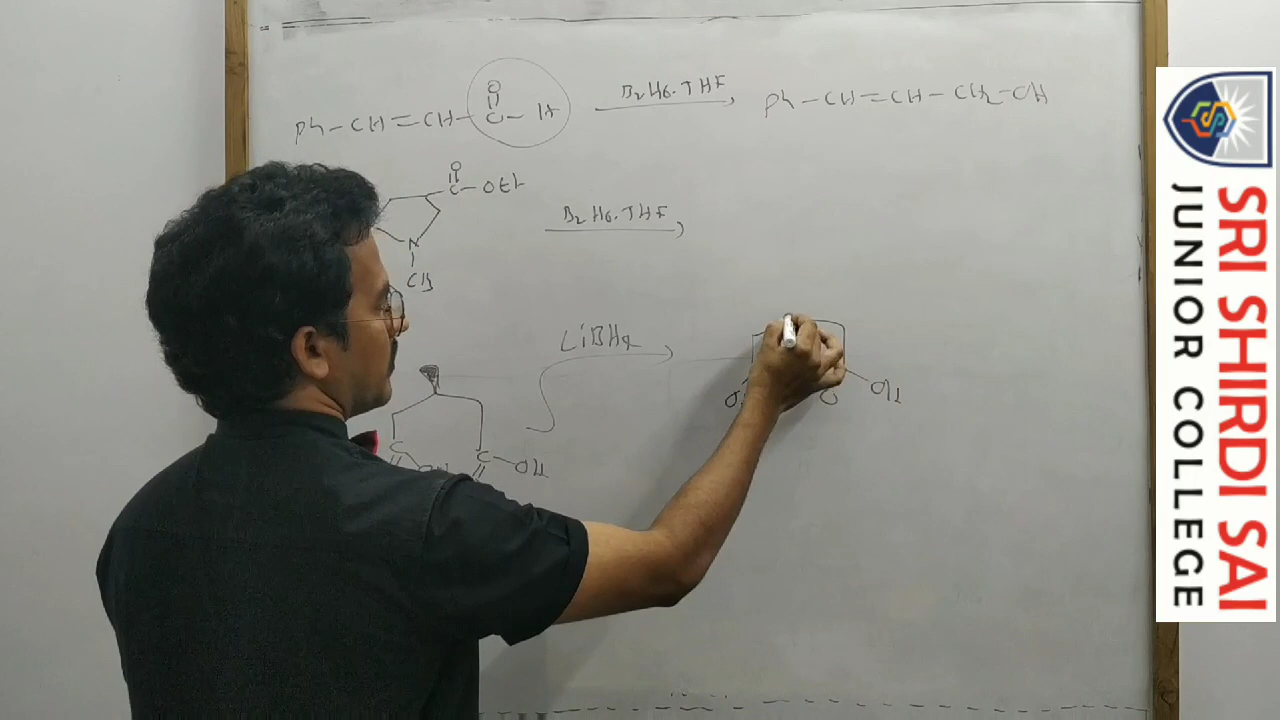 Ph-CH=CH-C-H
O
B2H6.THF
Ph-CH=CH-CH2-OH
O
C-OEt
N
CH3
B2H6.THF
LiBH4
C
OH
C-OH
O
OH
SRI SHIRDI SAI
JUNIOR COLLEGE